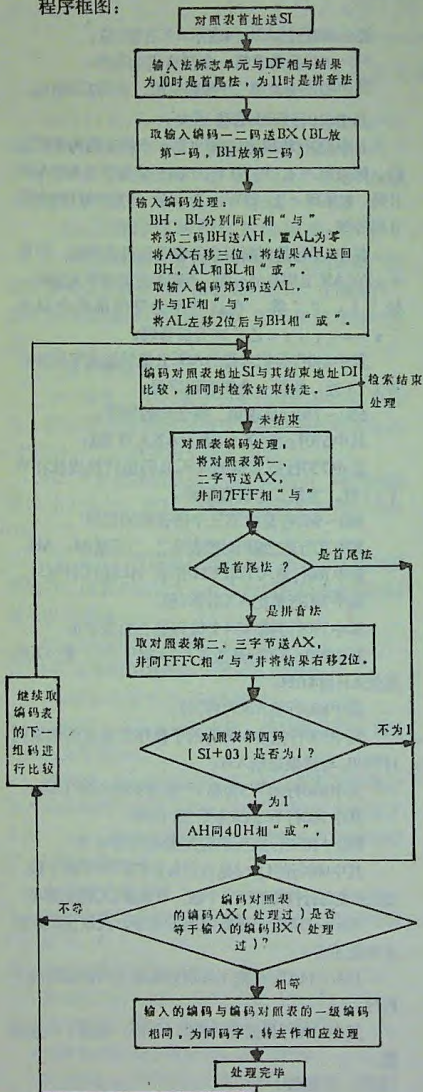 程序框图：
对照表首址送SI
输入法标志单元与DF相与结果
为10时是首尾法，为11时是拼音法
取输入编码一二码送BX（BL放
第一码，BH放第二码）
输入编码处理：
BH，BL分别同1F相“与”
将第二码BH送AH，置AL为零
将AX右移三位，将结果AH送回
BH，AL和BL相“或”。
取输入编码第3码送AL，
并与1F相“与”
将AL左移2位后与BH相“或”。
编码对照表地址SI与其结束地址DI
比较，相同时检索结束转走。
检索结束
处理
未结束
对照表编码处理，
将对照表第一、
二字节送AX，
并同7FFF相“与”
是首尾法？
是首尾法
是拼音法
取对照表第二、三字节送AX，
并同FFFC相“与”并将结果右移2位。
继续取
编码表
的下一
组码进
行比较
对照表第四码
[SI+03]是否为1？
不为1
为1
AH同40H相“或”，
编码对照表
的编码AX（处理过）是否
等于输入的编码BX（处理
过）？
不等
相等
输入的编码与编码对照表的一级编码
相同，为同码字，转去作相应处理
处理完毕